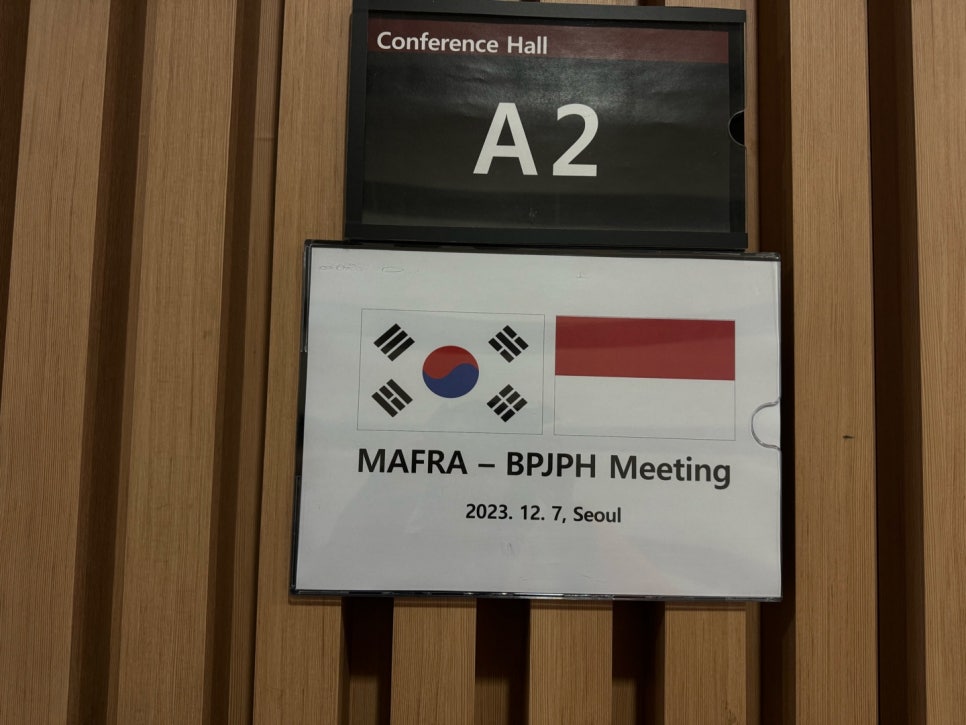 Conference Hall
A2
MAFRA – BPJPH Meeting
2023. 12. 7, Seoul